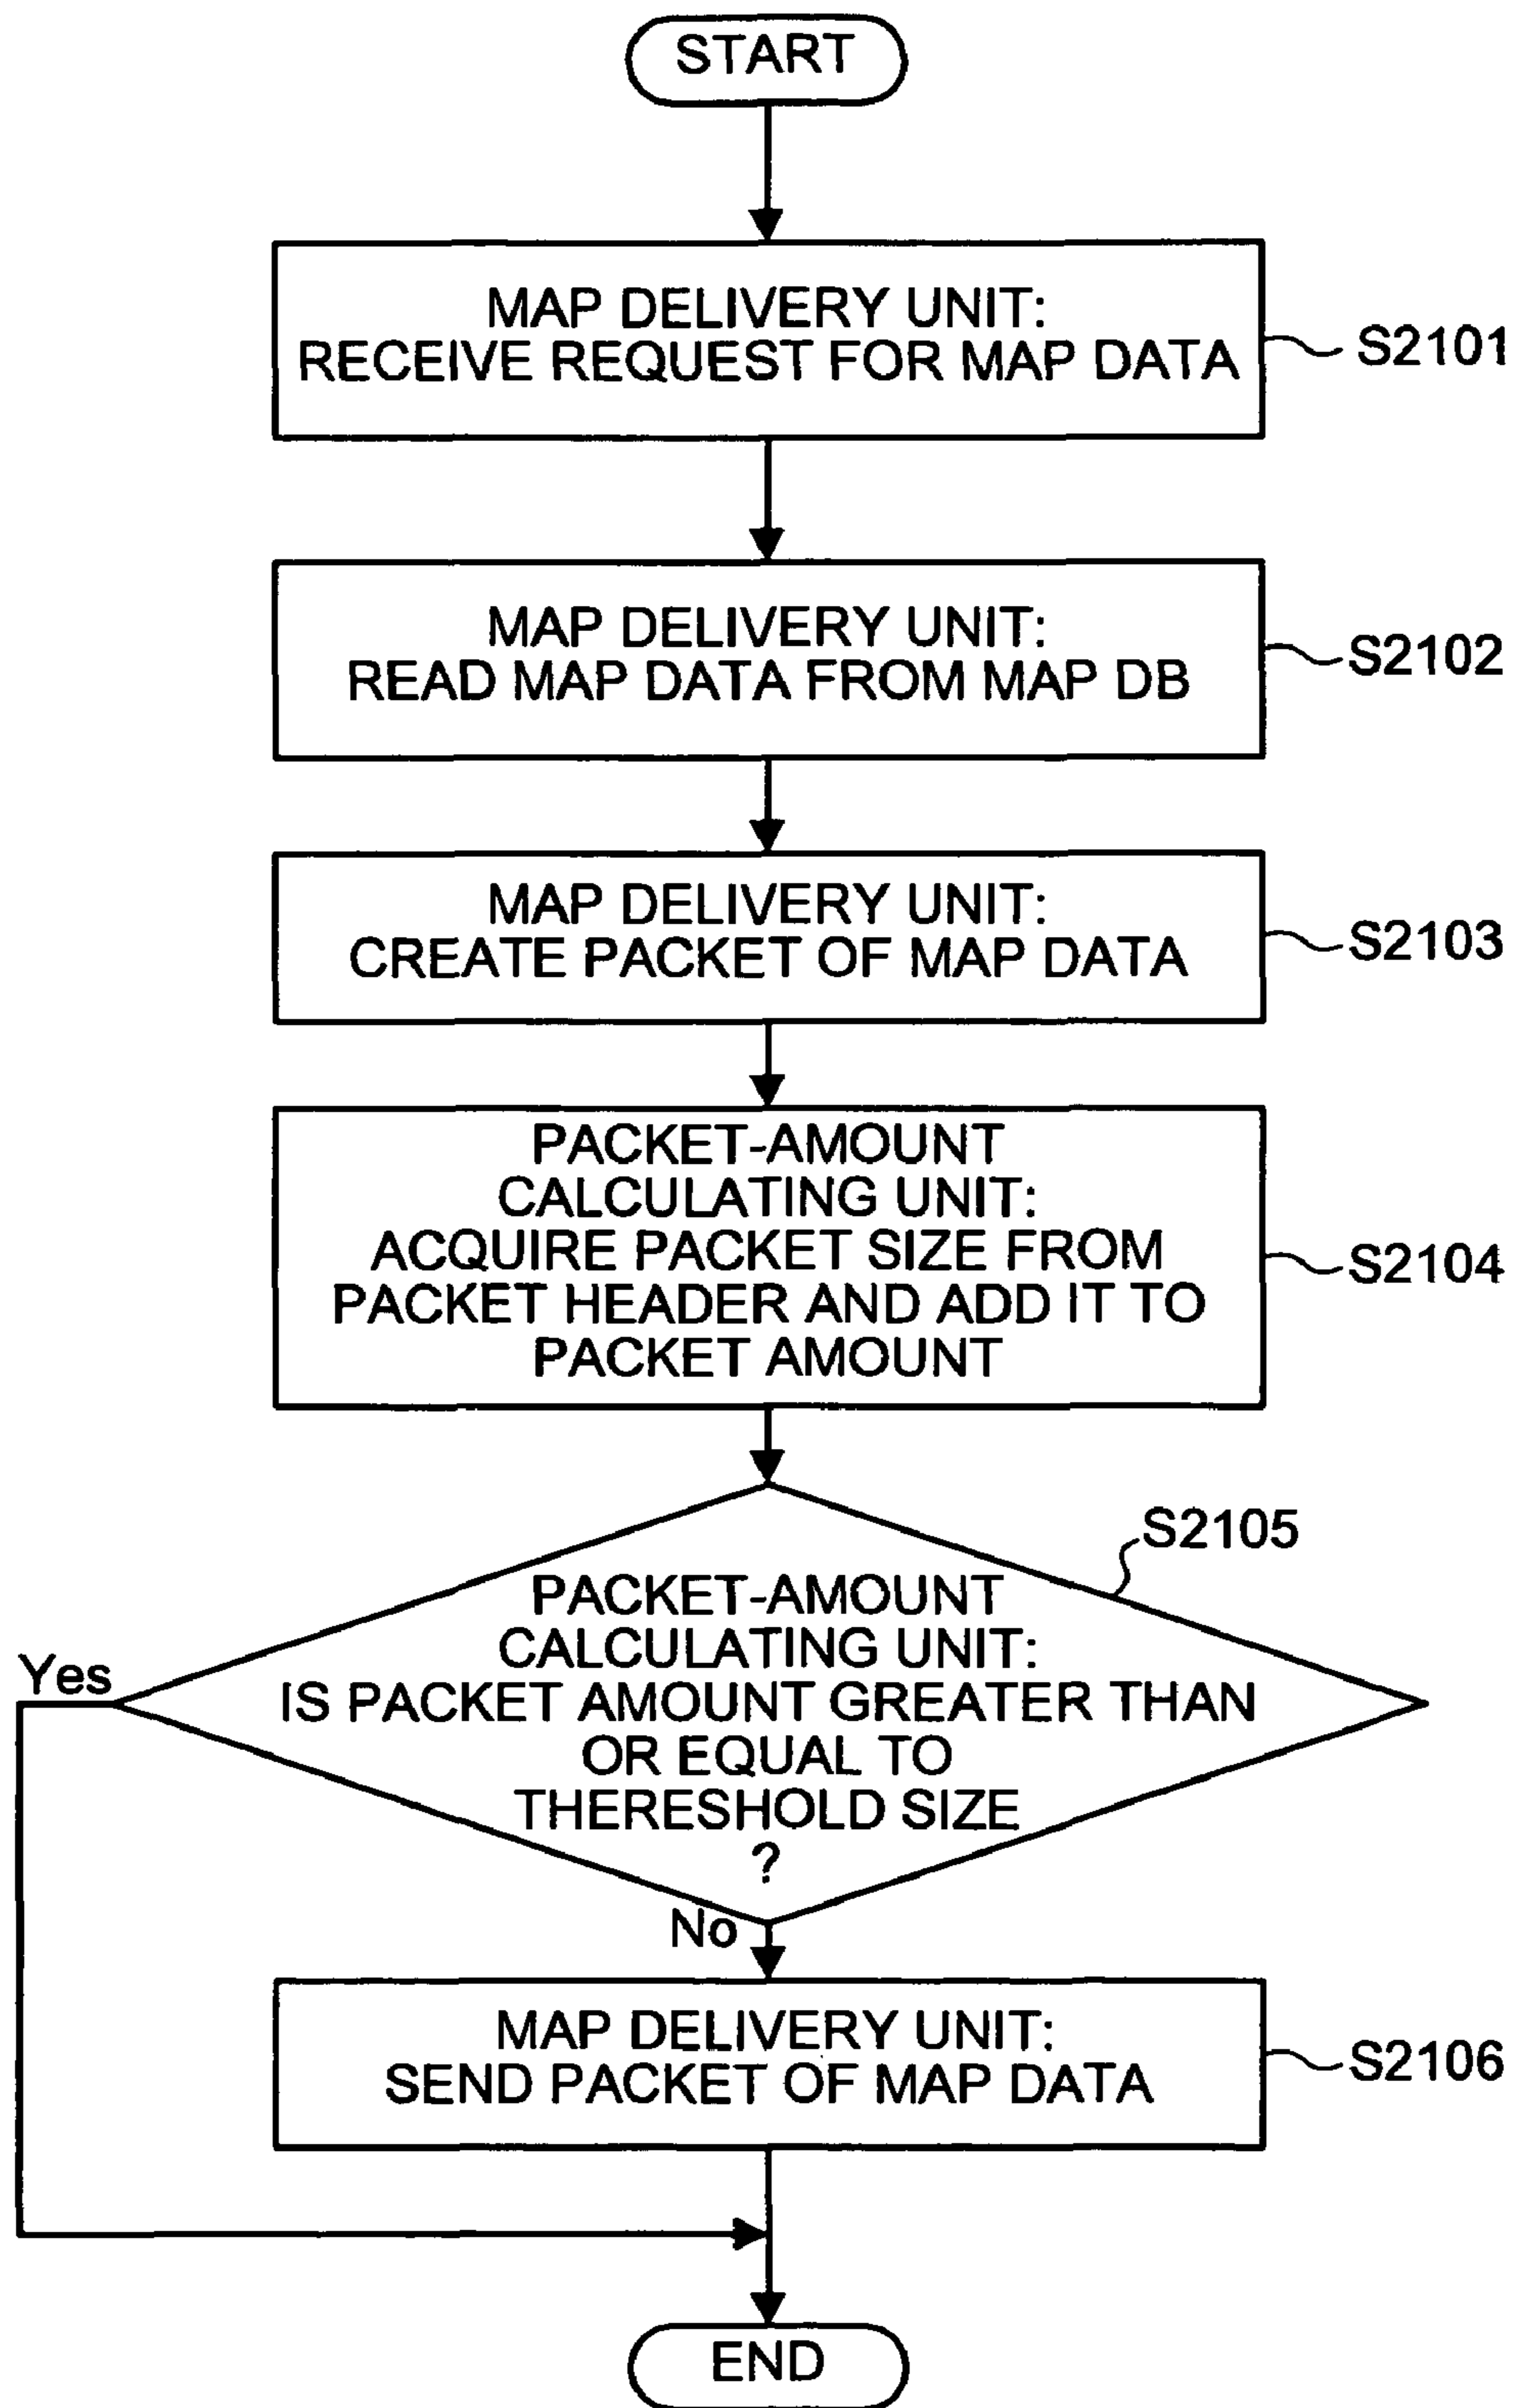 START
MAP DELIVERY UNIT:
RECEIVE REQUEST FOR MAP DATA
S2101
MAP DELIVERY UNIT:
READ MAP DATA FROM MAP DB
S2102
MAP DELIVERY UNIT:
CREATE PACKET OF MAP DATA
S2103
PACKET-AMOUNT
CALCULATING UNIT:
ACQUIRE PACKET SIZE FROM
PACKET HEADER AND ADD IT TO
PACKET AMOUNT
S2104
S2105
PACKET-AMOUNT
CALCULATING UNIT:
IS PACKET AMOUNT GREATER THAN
OR EQUAL TO
THERESHOLD SIZE
?
Yes
No
MAP DELIVERY UNIT:
SEND PACKET OF MAP DATA
S2106
END